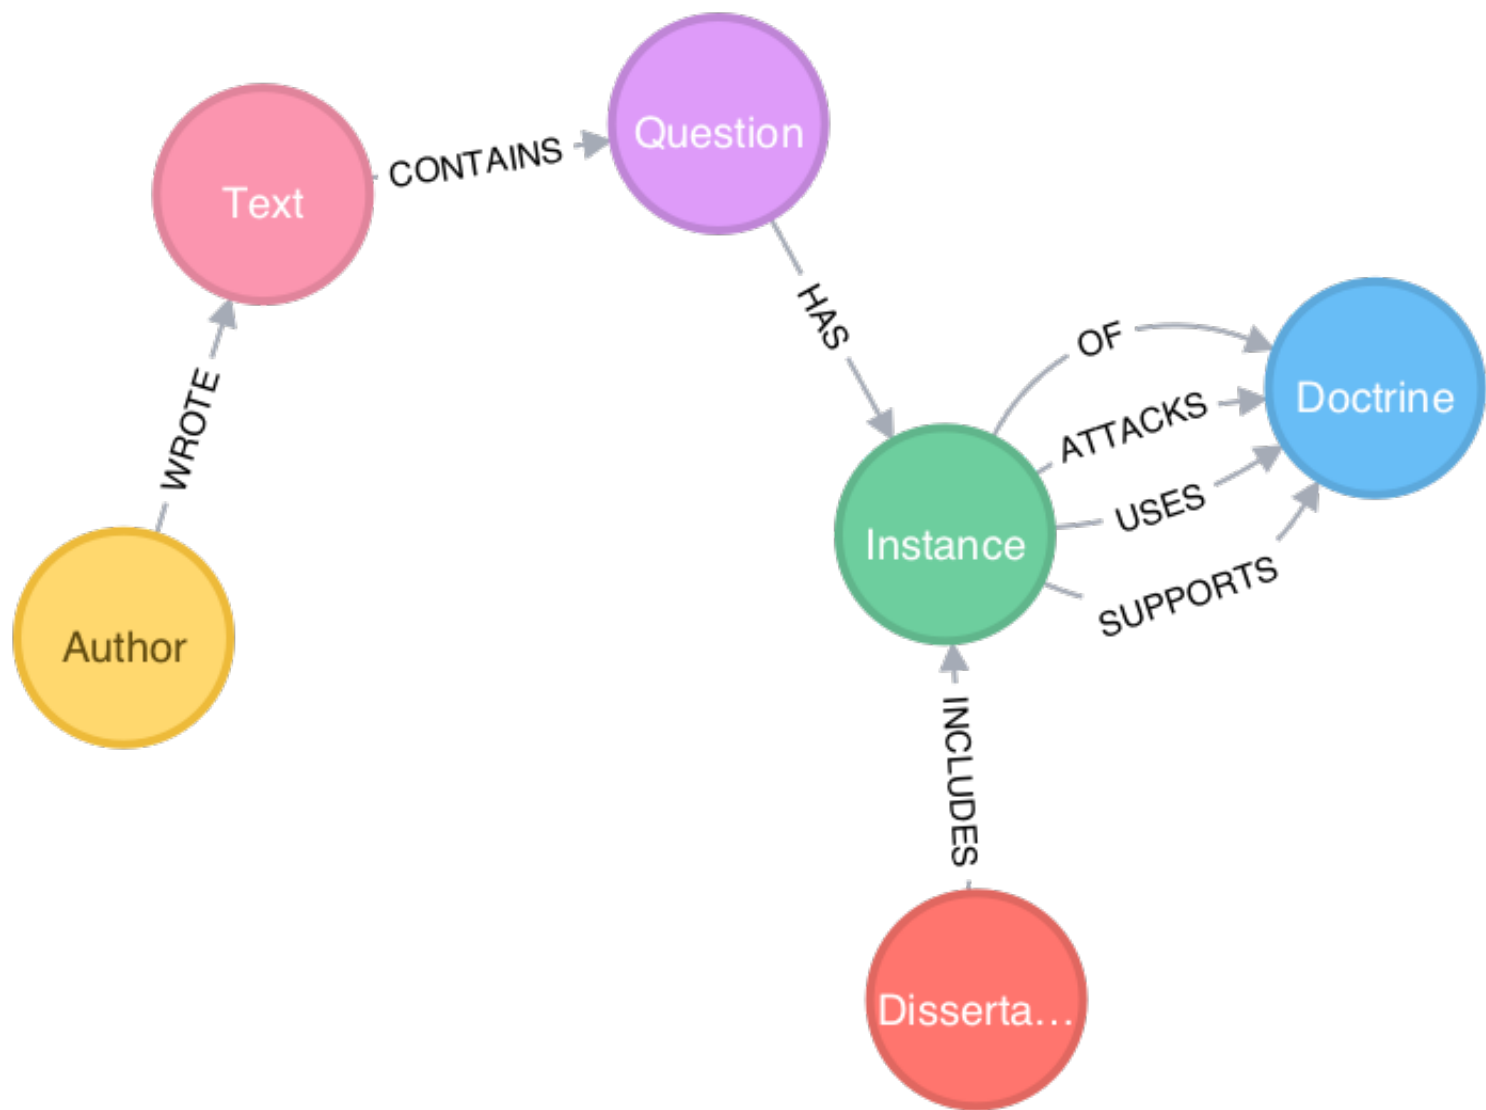 Question
Text
CONTAINS
HAS
OF
Doctrine
ATTACKS
WROTE
USES
Instance
SUPPORTS
Author
INCLUDES
Disserta...